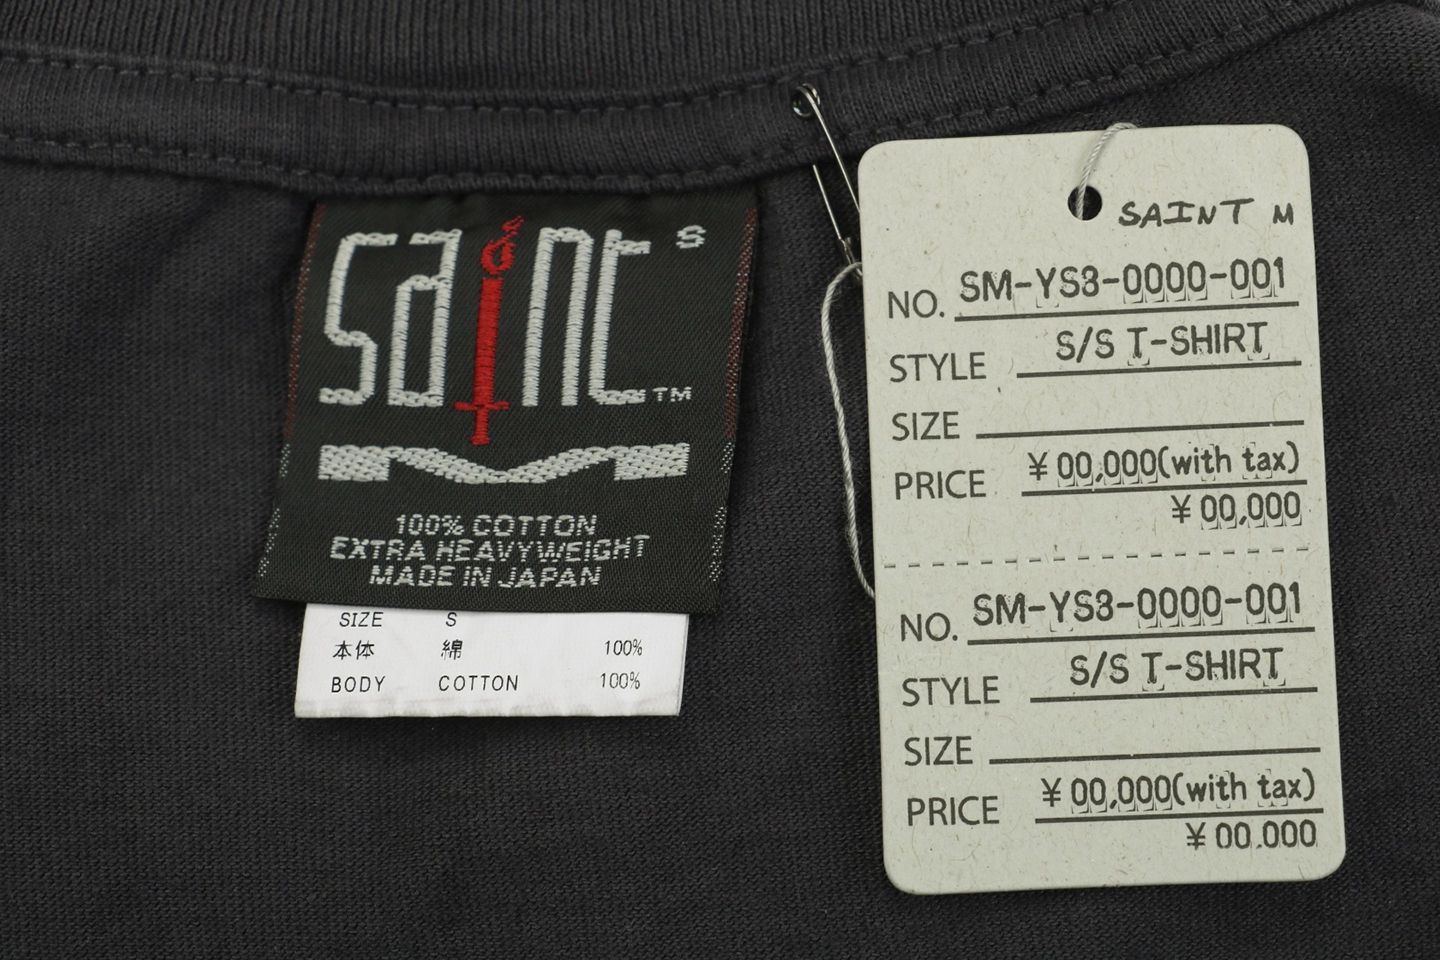 saint S
TM
100% COTTON
EXTRA HEAVYWEIGHT
MADE IN JAPAN
SIZE S
本体 綿 100%
BODY COTTON 100%
SAINT M
NO. SM-YS3-0000-001
STYLE S/S T-SHIRT
SIZE
PRICE ¥00,000(with tax)
¥00,000
NO. SM-YS3-0000-001
STYLE S/S T-SHIRT
SIZE
PRICE ¥00,000(with tax)
¥00.000